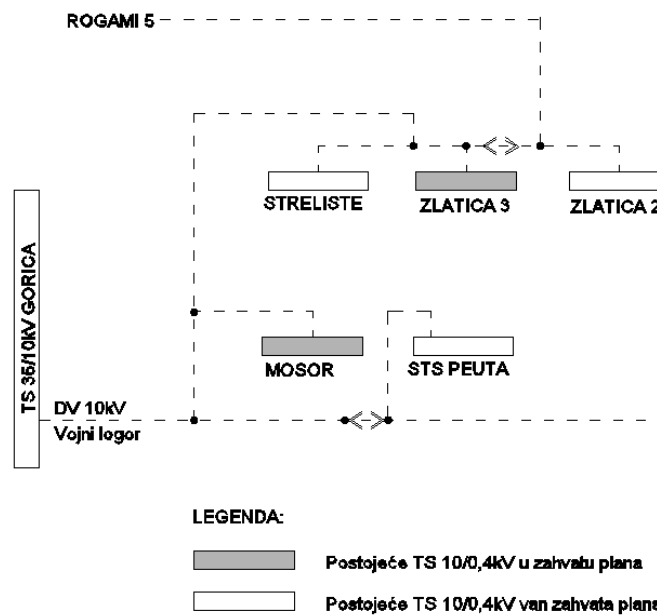 ROGAMI 5
STRELISTE
ZLATICA 3
ZLATICA 2
TS 35/10kV GORICA
MOSOR
STS PEUTA
DV 10kV
Vojni logor
LEGENDA:
Postojeće TS 10/0,4kV u zahvatu plana
Postojeće TS 10/0,4kV van zahvata plana